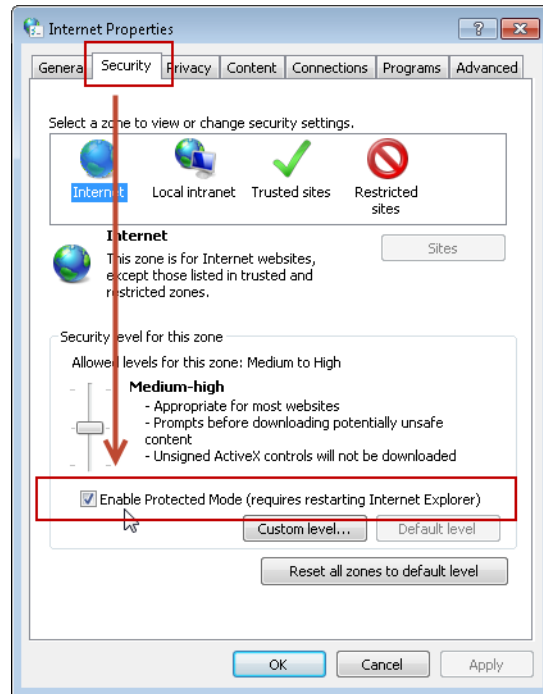 Internet Properties
General Security Privacy Content Connections Programs Advanced
Select a zone to view or change security settings.
Internet Local intranet Trusted sites Restricted
sites
Internet
Sites
This zone is for Internet websites,
except those listed in trusted and
restricted zones.
Security level for this zone
Allowed levels for this zone: Medium to High
Medium-high
- Appropriate for most websites
- Prompts before downloading potentially unsafe
content
- Unsigned ActiveX controls will not be downloaded
Enable Protected Mode (requires restarting Internet Explorer)
Custom level... Default level
Reset all zones to default level
OK Cancel Apply